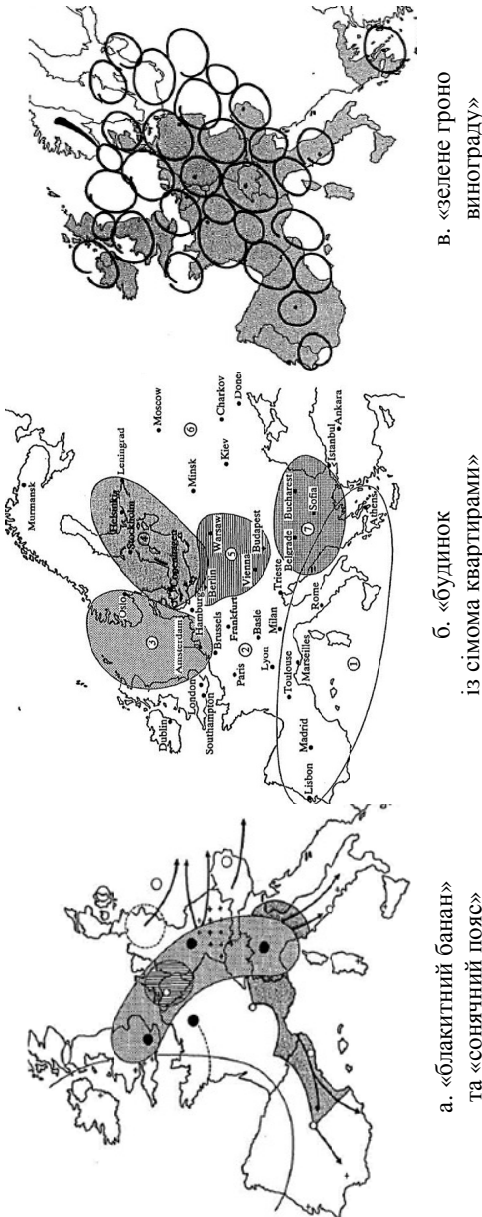 а. «блакитний банан»
та «сонячний пояс»
Murmansk
Oslo
Helsinki
Leningrad
Stockholm
Moscow
Dublin
Copenhagen
Minsk
Charkov
Donec
London
Southampton
Amsterdam
Hamburg
Berlin
Warsaw
Kiev
Brussels
Frankfurt
Paris
Basle
Vienna
Budapest
Lyon
Milan
Trieste
Belgrade
Bucharest
Toulouse
Marseilles
Rome
Sofia
Istanbul
Ankara
Lisbon
Madrid
Athens
1
2
3
4
5
6
7
б. «будинок
із сімома квартирами»
в. «зелене гроно
винограду»